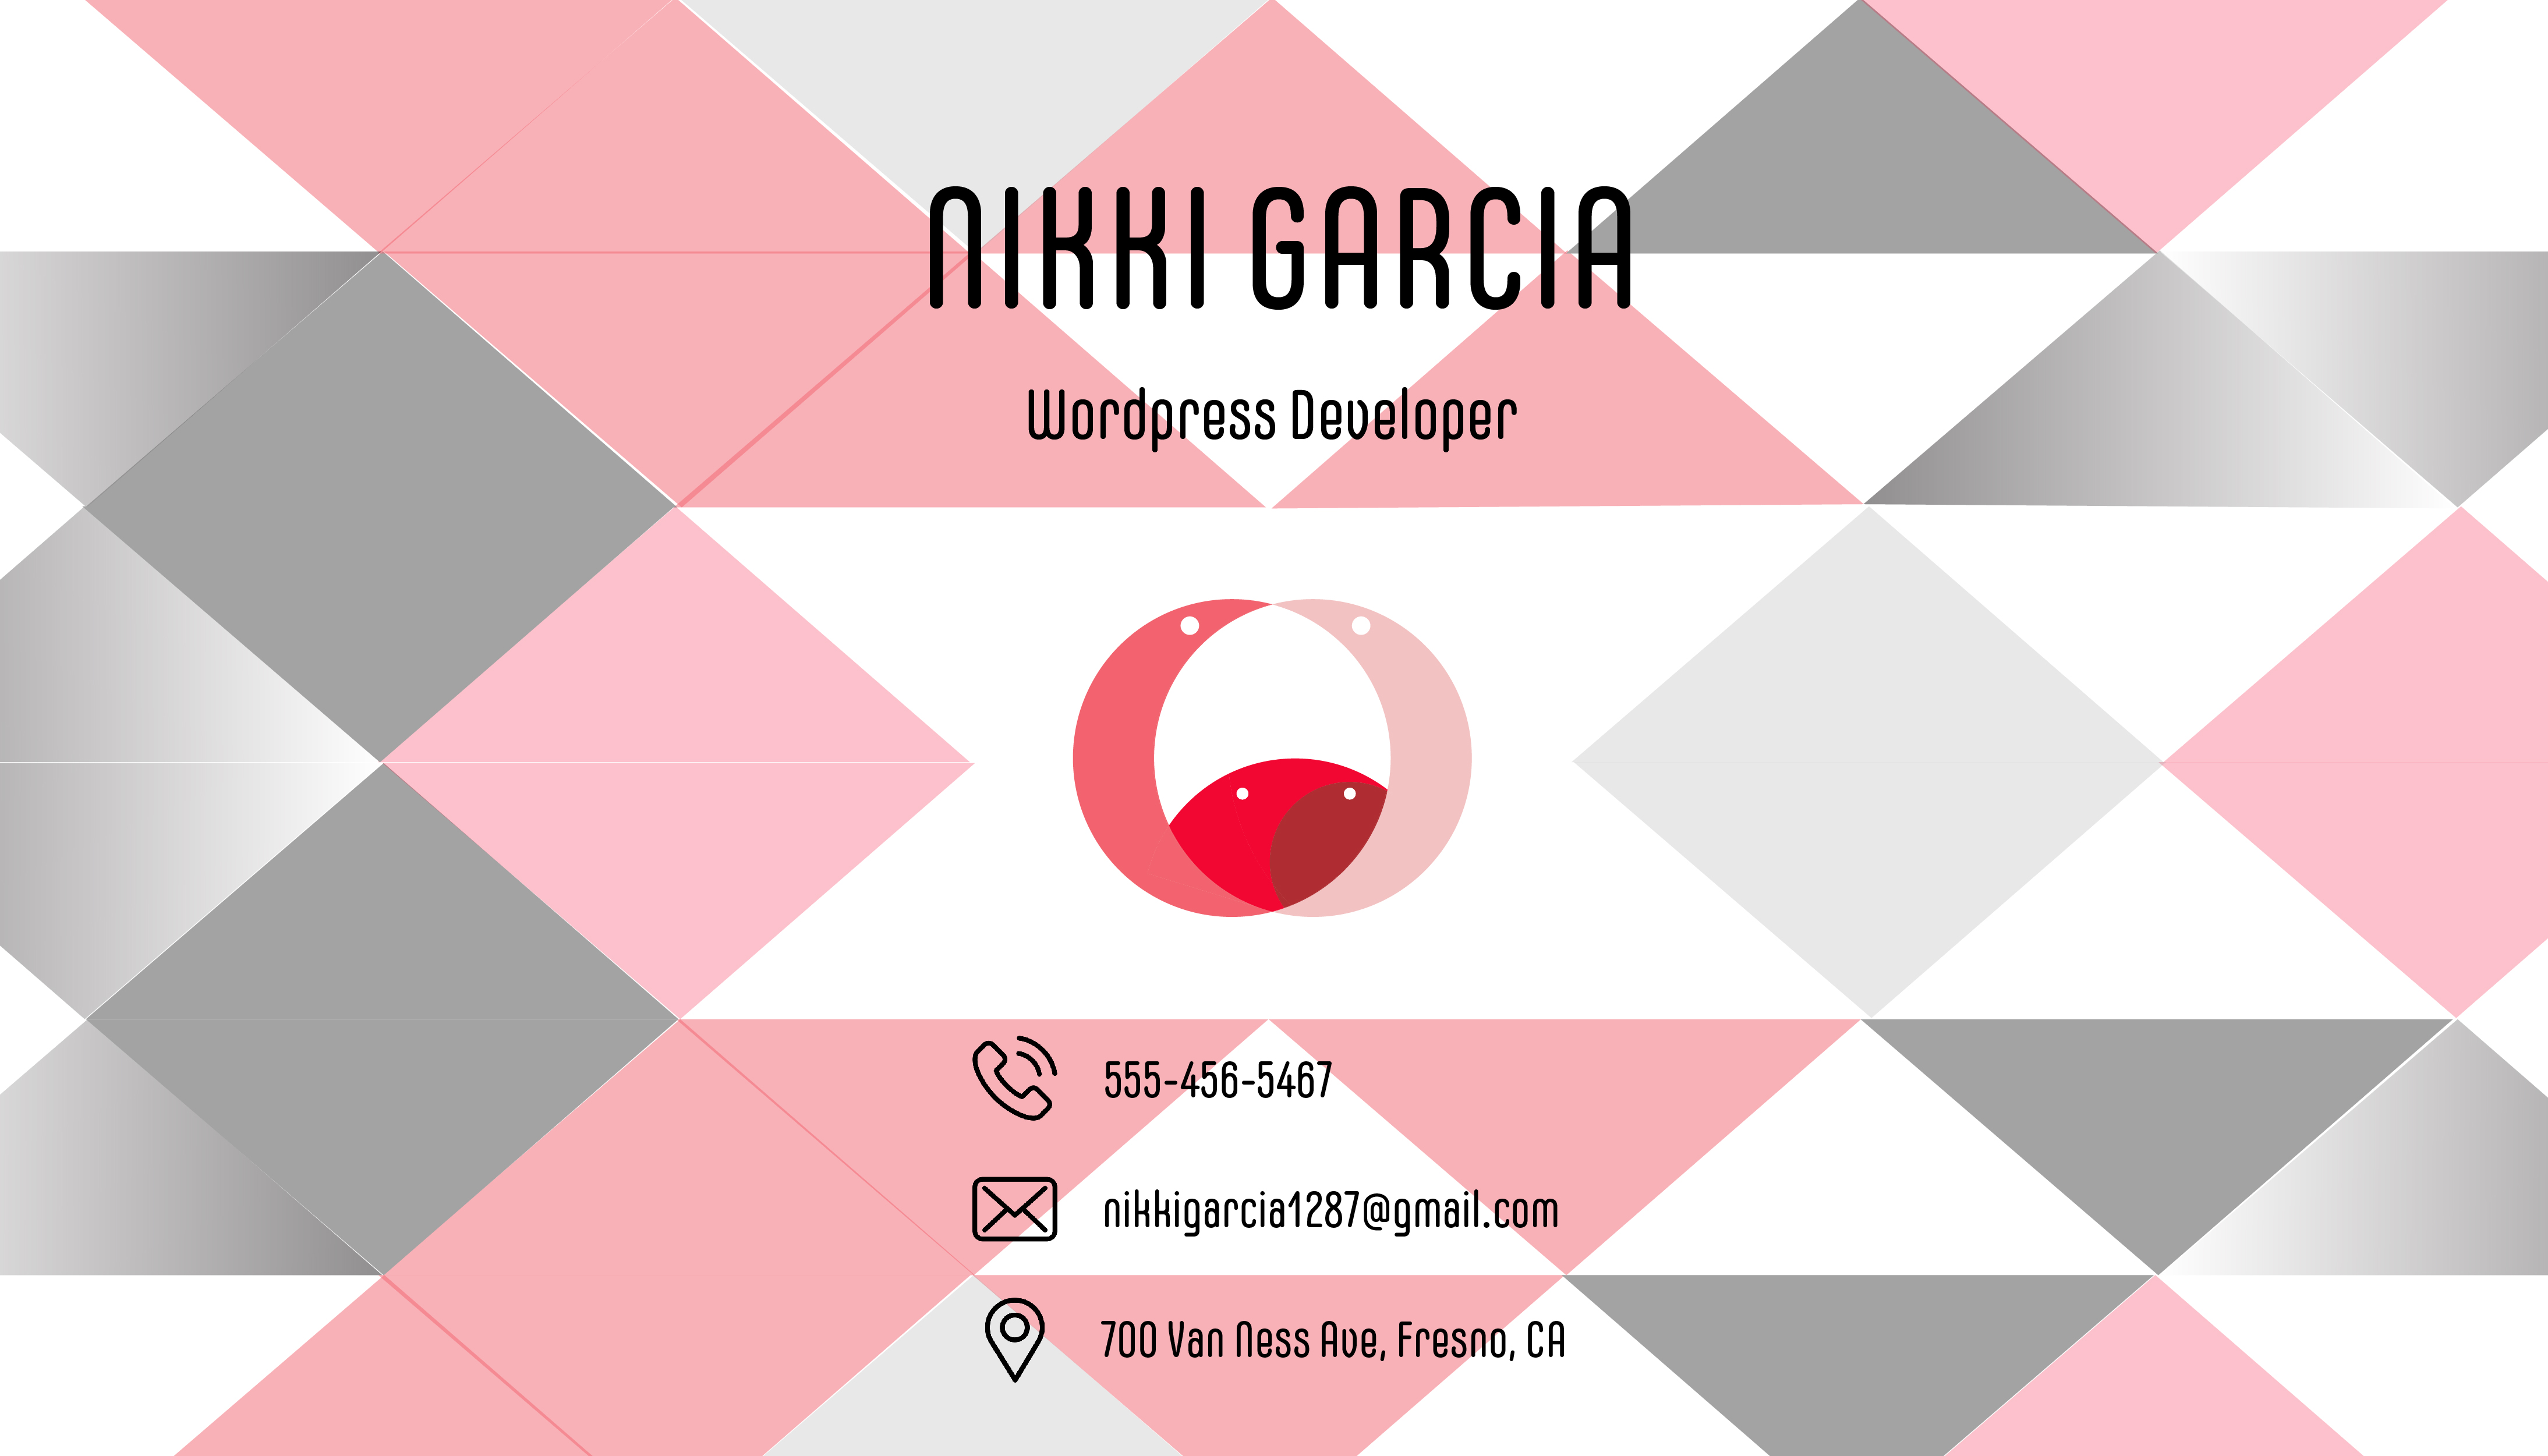 NIKKI GARCIA
Wordpress Developer
555-456-5467
nikkigarcia1287@gmail.com
700 Van Ness Ave, Fresno, CA